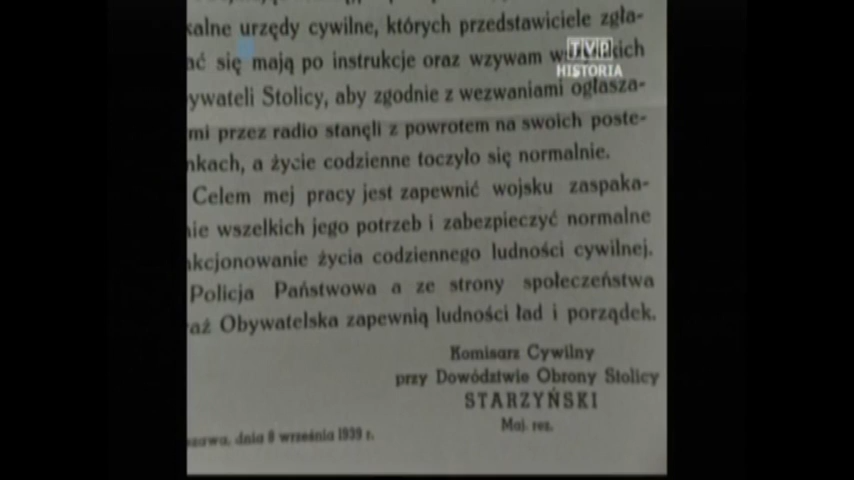 kalne urzędy cywilne, których przedstawiciele zgła-
ać się mają po instrukcje oraz wzywam wszystkich
ywateli Stolicy, aby zgodnie z wezwaniami ogłasza-
mi przez radio stanęli z powrotem na swoich poste-
nkach, a życie codzienne toczyło się normalnie.
Celem mej pracy jest zapewnić wojsku zaspaka-
nie wszelkich jego potrzeb i zabezpieczyć normalne
nkcjonowanie życia codziennego ludności cywilnej.
Policja Państwowa a ze strony społeczeństwa
aż Obywatelska zapewnią ludności ład i porządek.
Komisarz Cywilny
przy Dowództwie Obrony Stolicy
STARZYŃSKI
Maj. rez.
szawa, dnia 8 września 1939 r.
TVP
HISTORIA